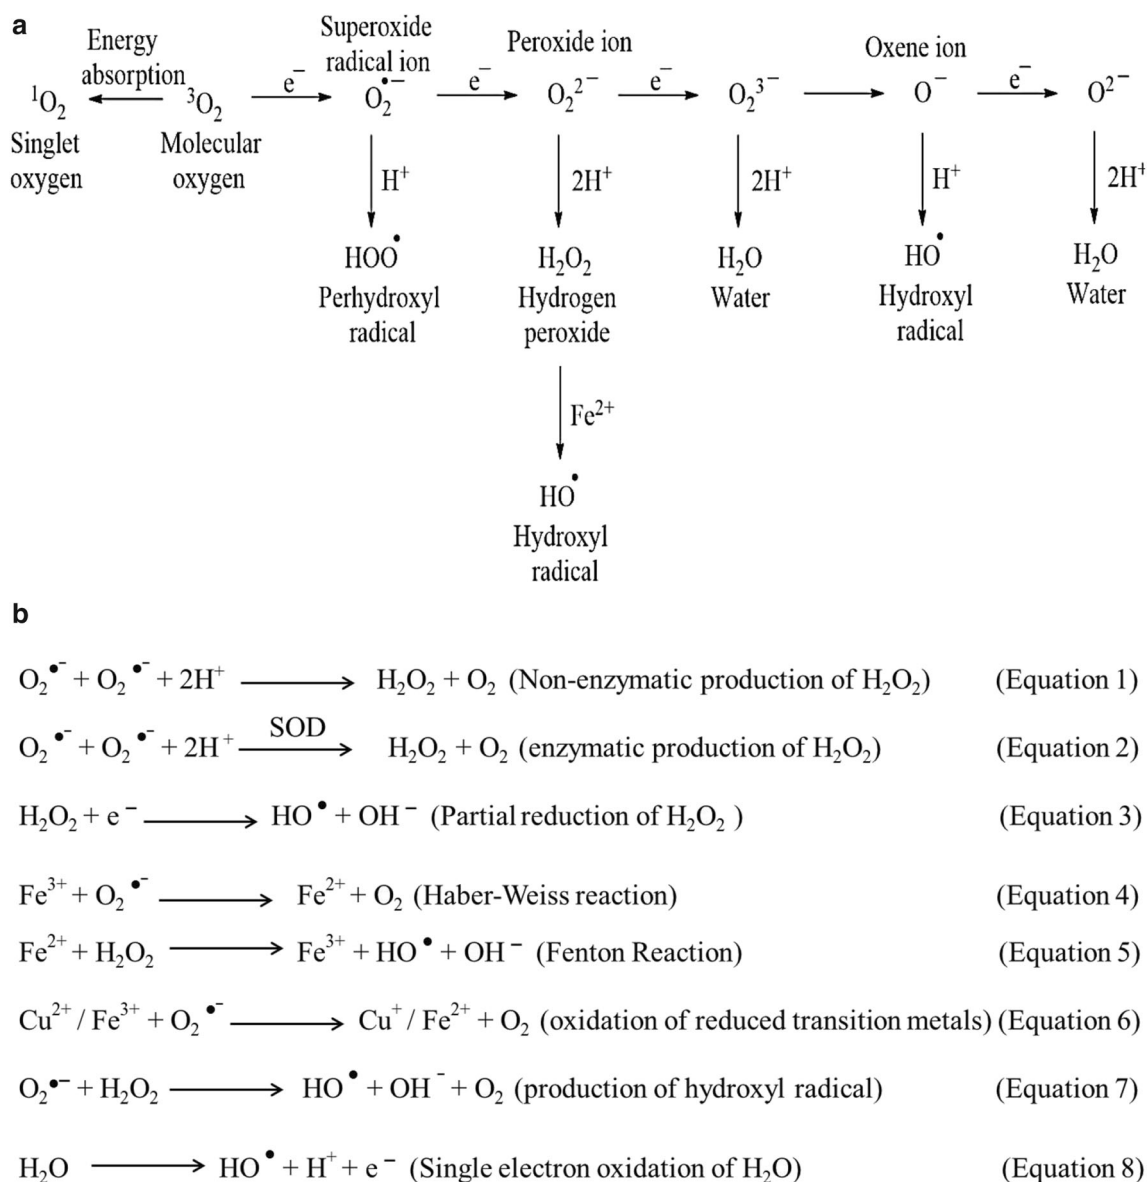 a
Energy
absorption
Superoxide
radical ion
Peroxide ion
Oxene ion
¹O₂ ³O₂ e⁻ O₂•⁻ e⁻ O₂²⁻ e⁻ O₂³⁻ O⁻ e⁻ O²⁻
Singlet
oxygen
Molecular
oxygen
H⁺ 2H⁺ 2H⁺ H⁺ 2H⁺
HOO• H₂O₂ H₂O HO• H₂O
Perhydroxyl
radical
Hydrogen
peroxide
Water
Hydroxyl
radical
Water
Fe²⁺
HO•
Hydroxyl
radical
b
O₂•⁻ + O₂•⁻ + 2H⁺ ⟶ H₂O₂ + O₂ (Non-enzymatic production of H₂O₂) (Equation 1)
SOD
O₂•⁻ + O₂•⁻ + 2H⁺ ⟶ H₂O₂ + O₂ (enzymatic production of H₂O₂) (Equation 2)
H₂O₂ + e⁻ ⟶ HO• + OH⁻ (Partial reduction of H₂O₂ ) (Equation 3)
Fe³⁺ + O₂•⁻ ⟶ Fe²⁺ + O₂ (Haber-Weiss reaction) (Equation 4)
Fe²⁺ + H₂O₂ ⟶ Fe³⁺ + HO• + OH⁻ (Fenton Reaction) (Equation 5)
Cu²⁺ / Fe³⁺ + O₂•⁻ ⟶ Cu⁺ / Fe²⁺ + O₂ (oxidation of reduced transition metals) (Equation 6)
O₂•⁻ + H₂O₂ ⟶ HO• + OH⁻ + O₂ (production of hydroxyl radical) (Equation 7)
H₂O ⟶ HO• + H⁺ + e⁻ (Single electron oxidation of H₂O) (Equation 8)